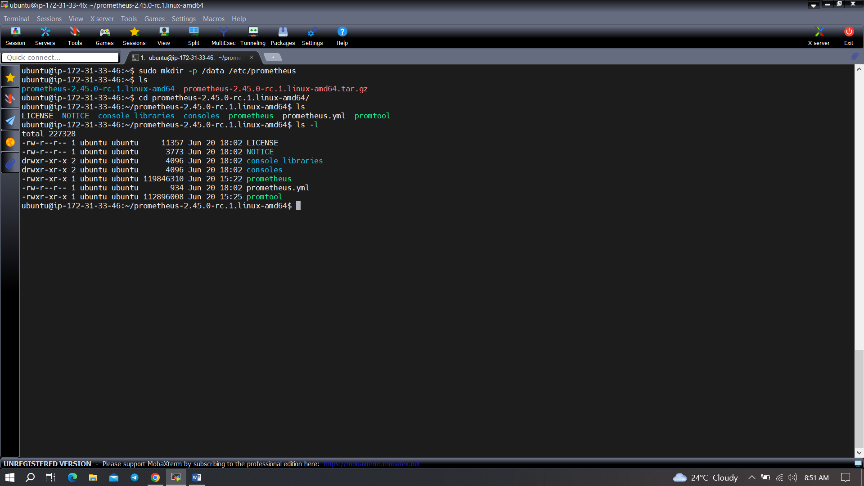 ubuntu@ip-172-31-33-46: ~/prometheus-2.45.0-rc.1.linux-amd64
Terminal Sessions View X server Tools Games Settings Macros Help
Session Servers Tools Games Sessions View Split MultiExec Tunneling Packages Settings Help X server Exit
Quick connect...
1. ubuntu@ip-172-31-33-46: ~/prome
ubuntu@ip-172-31-33-46:~$ sudo mkdir -p /data /etc/prometheus
ubuntu@ip-172-31-33-46:~$ ls
prometheus-2.45.0-rc.1.linux-amd64  prometheus-2.45.0-rc.1.linux-amd64.tar.gz
ubuntu@ip-172-31-33-46:~$ cd prometheus-2.45.0-rc.1.linux-amd64/
ubuntu@ip-172-31-33-46:~/prometheus-2.45.0-rc.1.linux-amd64$ ls
LICENSE  NOTICE  console_libraries  consoles  prometheus  prometheus.yml  promtool
ubuntu@ip-172-31-33-46:~/prometheus-2.45.0-rc.1.linux-amd64$ ls -l
total 227328
-rw-r--r-- 1 ubuntu ubuntu     11357 Jun 20 18:02 LICENSE
-rw-r--r-- 1 ubuntu ubuntu      3773 Jun 20 18:02 NOTICE
drwxr-xr-x 2 ubuntu ubuntu      4096 Jun 20 18:02 console_libraries
drwxr-xr-x 2 ubuntu ubuntu      4096 Jun 20 18:02 consoles
-rwxr-xr-x 1 ubuntu ubuntu 119846310 Jun 20 15:22 prometheus
-rw-r--r-- 1 ubuntu ubuntu       934 Jun 20 18:02 prometheus.yml
-rwxr-xr-x 1 ubuntu ubuntu 112896008 Jun 20 15:25 promtool
ubuntu@ip-172-31-33-46:~/prometheus-2.45.0-rc.1.linux-amd64$
UNREGISTERED VERSION - Please support MobaXterm by subscribing to the professional edition here: https://mobaxterm.mobatek.net
24°C Cloudy 8:51 AM